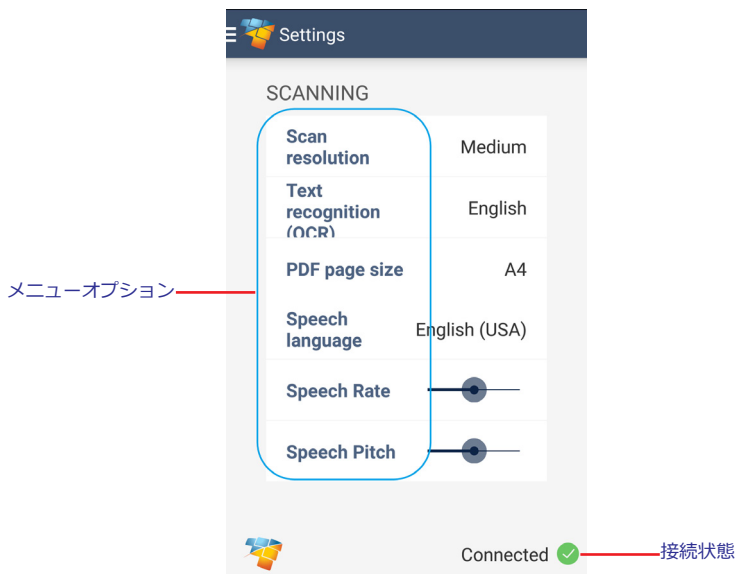 Settings
SCANNING
Scan
resolution
Medium
Text
recognition
(OCR)
English
PDF page size
A4
メニューオプション
Speech
language
English (USA)
Speech Rate
Speech Pitch
Connected
接続状態